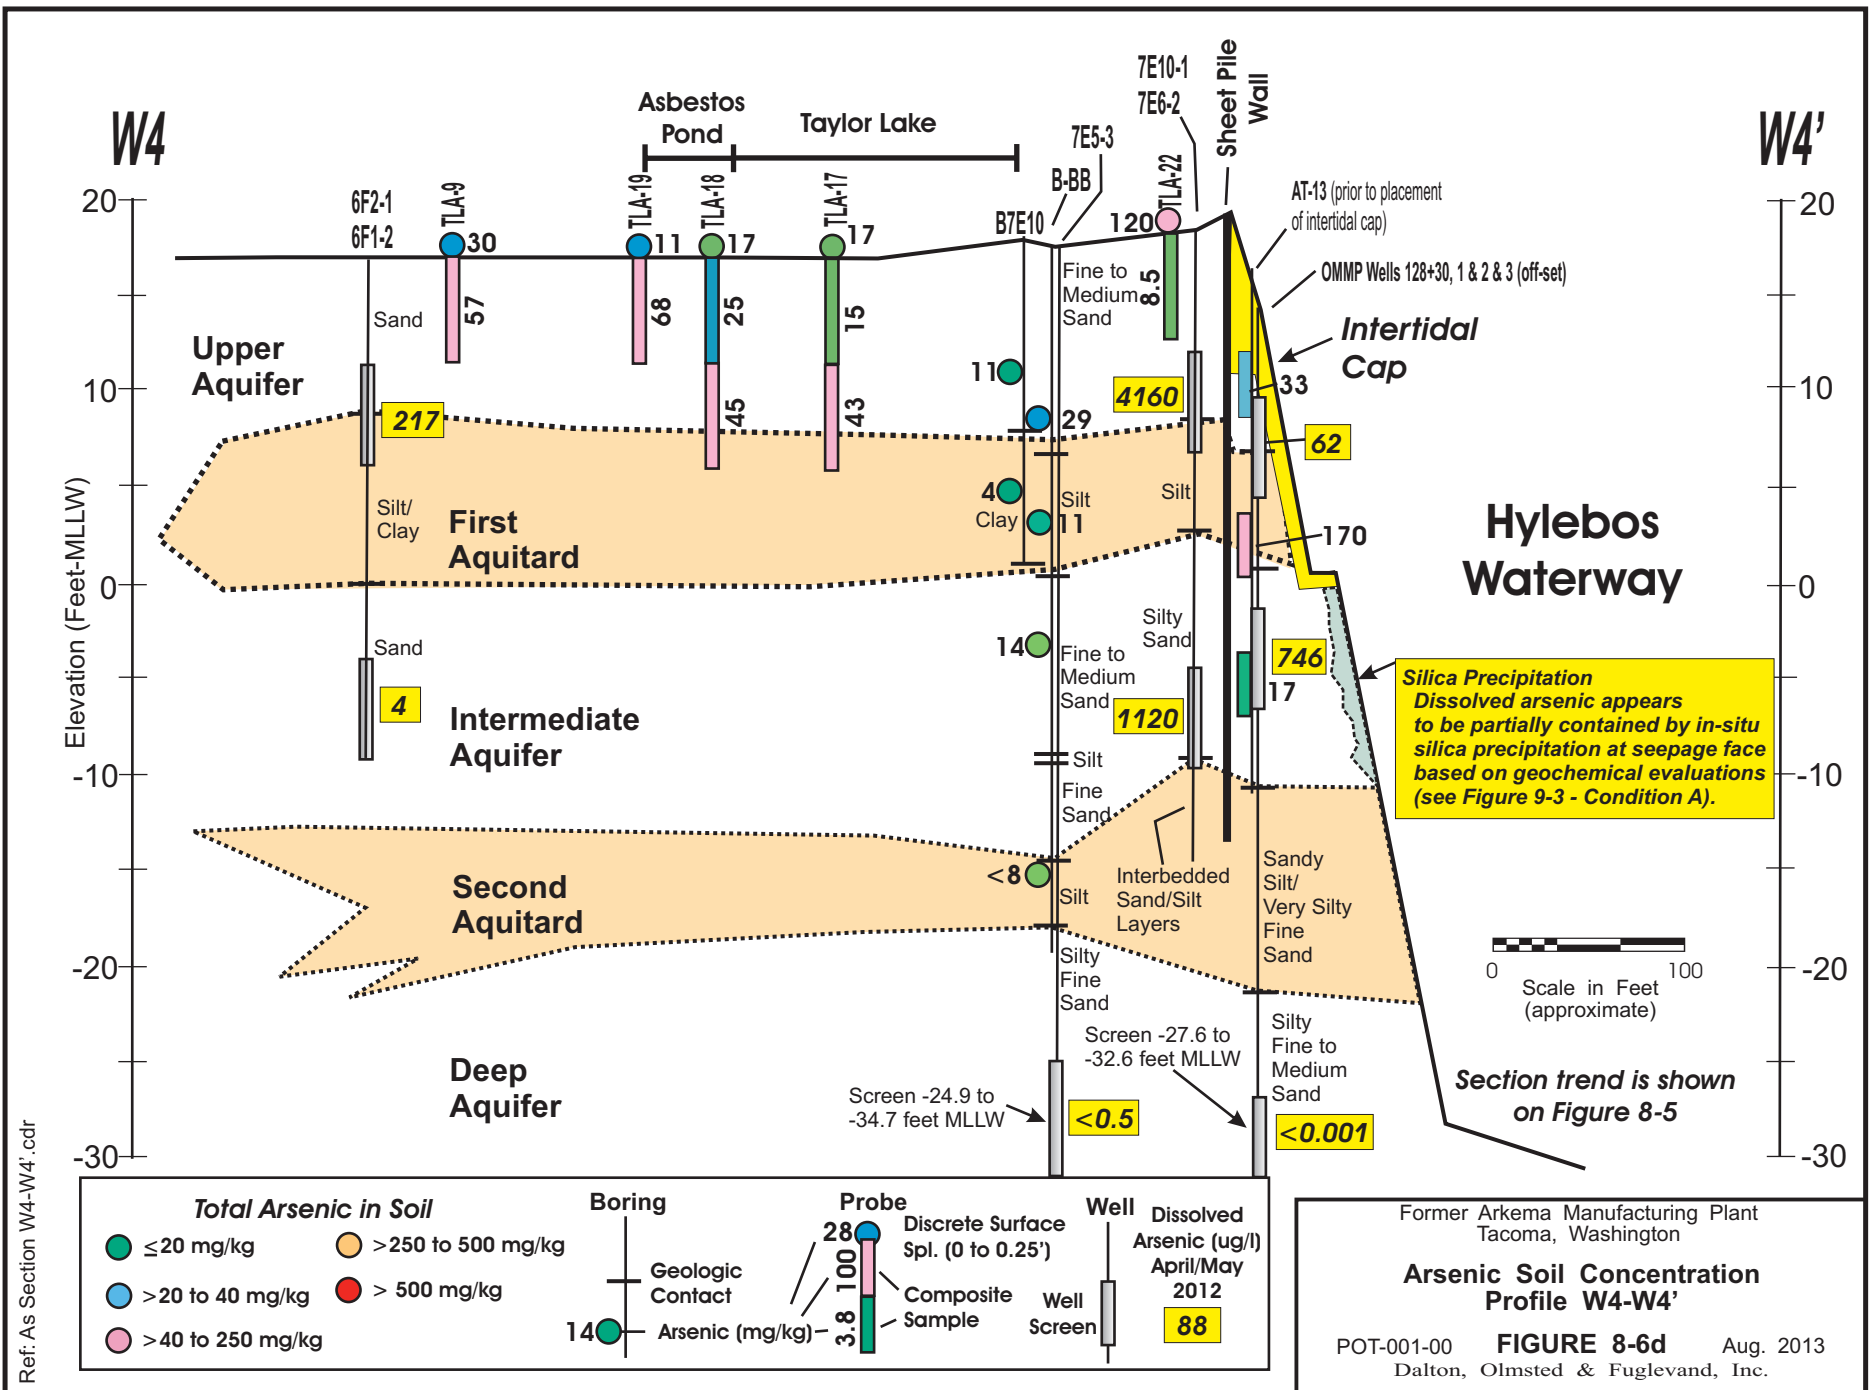 W4
W4'
Asbestos
Pond
Taylor Lake
7E10-1
7E6-2
Sheet Pile
Wall
7E5-3
B-BB
B7E10
6F2-1
6F1-2
TLA-9
TLA-19
TLA-18
TLA-17
TLA-22
AT-13 (prior to placement
of intertidal cap)
OMMP Wells 128+30, 1 & 2 & 3 (off-set)
Intertidal
Cap
20
10
0
-10
-20
-30
Elevation (Feet-MLLW)
20
10
0
-10
-20
-30
30
11
17
17
120
57
68
25
15
8.5
45
43
Sand
Fine to
Medium
Sand
Upper
Aquifer
11
29
217
4160
33
62
Silt/
Clay
First
Aquitard
4
Clay
Silt
11
Silt
170
Hylebos
Waterway
Sand
4
Intermediate
Aquifer
14
Fine to
Medium
Sand
Silty
Sand
1120
746
17
Silt
Fine
Sand
Silica Precipitation
Dissolved arsenic appears
to be partially contained by in-situ
silica precipitation at seepage face
based on geochemical evaluations
(see Figure 9-3 - Condition A).
Second
Aquitard
<8
Silt
Interbedded
Sand/Silt
Layers
Sandy
Silt/
Very Silty
Fine
Sand
Silty
Fine
Sand
0 100
Scale in Feet
(approximate)
Deep
Aquifer
Screen -24.9 to
-34.7 feet MLLW
<0.5
Screen -27.6 to
-32.6 feet MLLW
Silty
Fine to
Medium
Sand
<0.001
Section trend is shown
on Figure 8-5
Ref: As Section W4-W4'.cdr
Total Arsenic in Soil
≤20 mg/kg
>20 to 40 mg/kg
>40 to 250 mg/kg
>250 to 500 mg/kg
> 500 mg/kg
Boring
Geologic
Contact
14
Arsenic (mg/kg)
Probe
28
100
3.8
Discrete Surface
Spl. (0 to 0.25')
Composite
Sample
Well
Well
Screen
Dissolved
Arsenic (ug/l)
April/May
2012
88
Former Arkema Manufacturing Plant
Tacoma, Washington
Arsenic Soil Concentration
Profile W4-W4'
POT-001-00 FIGURE 8-6d Aug. 2013
Dalton, Olmsted & Fuglevand, Inc.